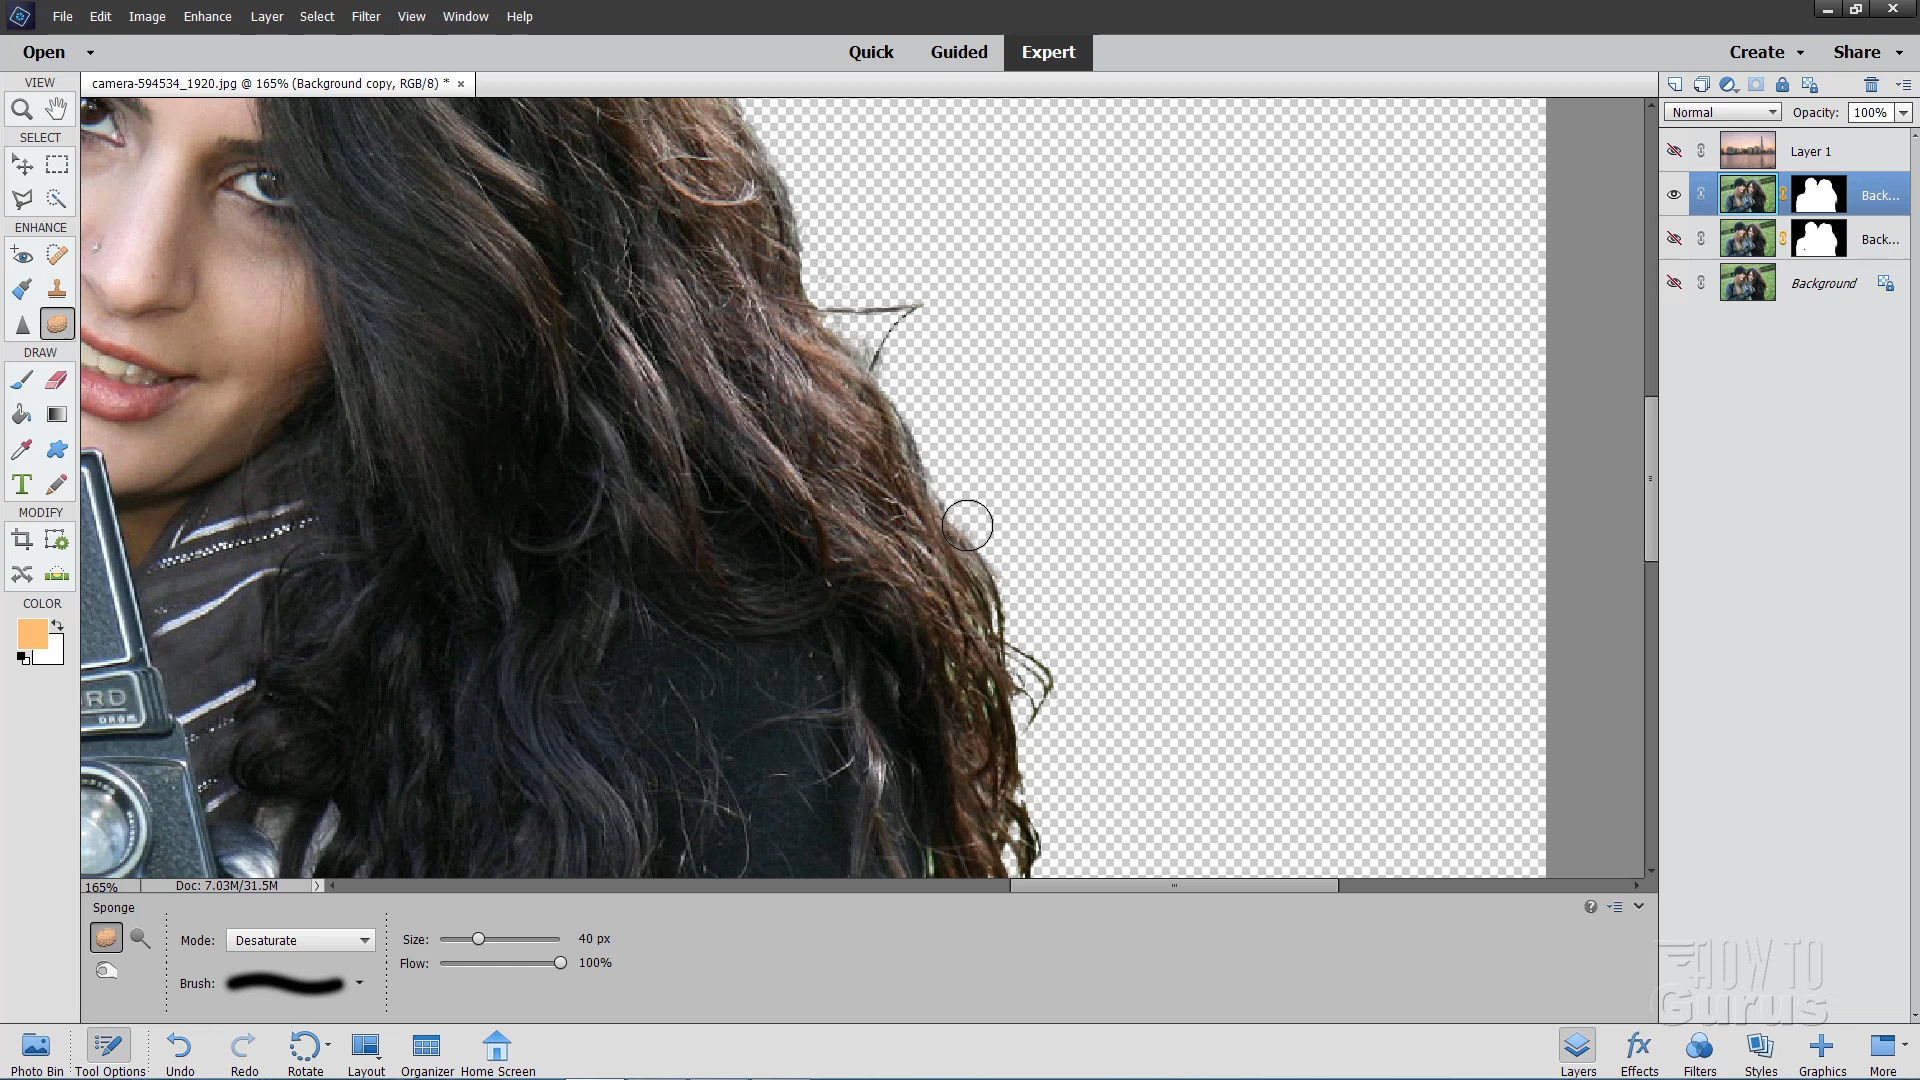 File Edit Image Enhance Layer Select Filter View Window Help
Open Quick Guided Expert Create Share
VIEW
camera-594534_1920.jpg @ 165% (Background copy, RGB/8) * ×
Normal Opacity: 100%
SELECT
Layer 1
Back...
ENHANCE
Back...
Background
DRAW
T
MODIFY
COLOR
RD
165% Doc: 7.03M/31.5M
Sponge
Mode: Desaturate Size: 40 px
Flow: 100%
Brush:
HOW TO
Gurus
Photo Bin Tool Options Undo Redo Rotate Layout Organizer Home Screen Layers Effects Filters Styles Graphics More